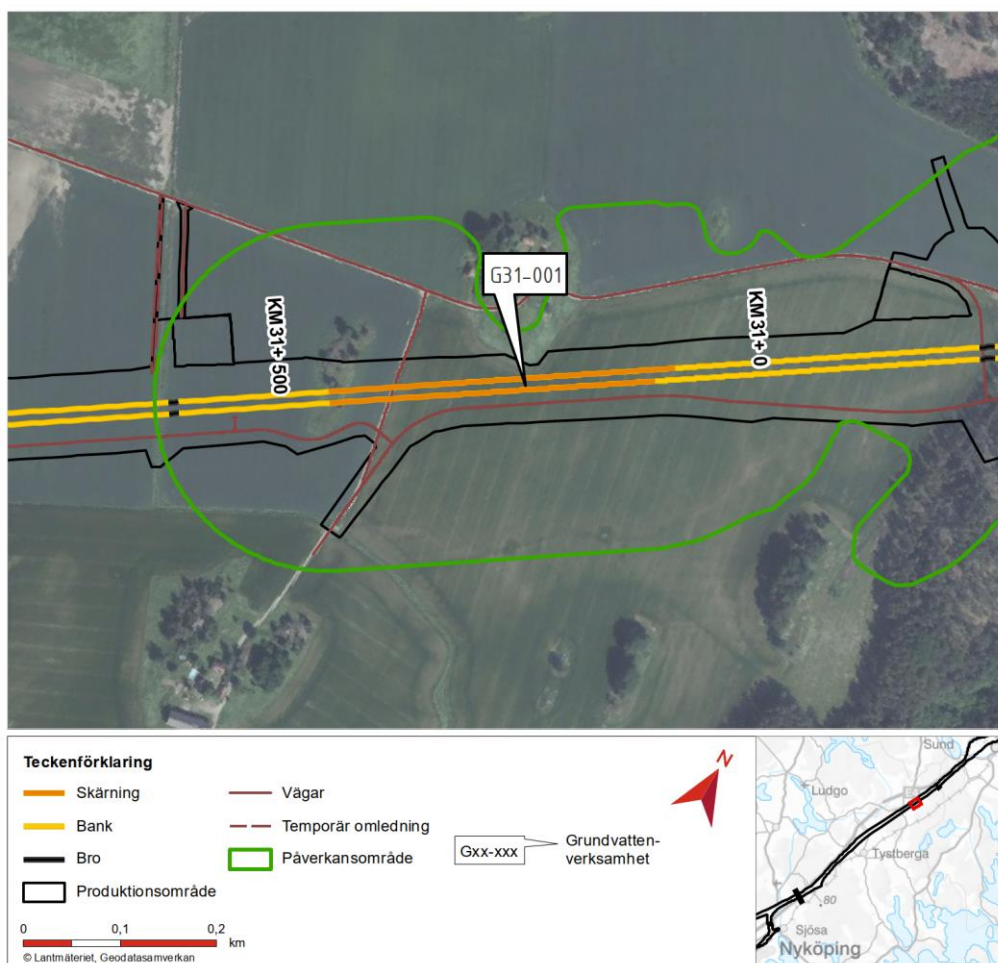 G31-001
KM31+500
KM31+0
Teckenförklaring
Skärning
Bank
Bro
Produktionsområde
Vägar
Temporär omledning
Påverkansområde
Gxx-xxx
Grundvatten-
verksamhet
N
0 0,1 0,2
km
© Lantmäteriet, Geodatasamverkan
Sund
Ludgo
Tystberga
80
Sjösa
Nyköping